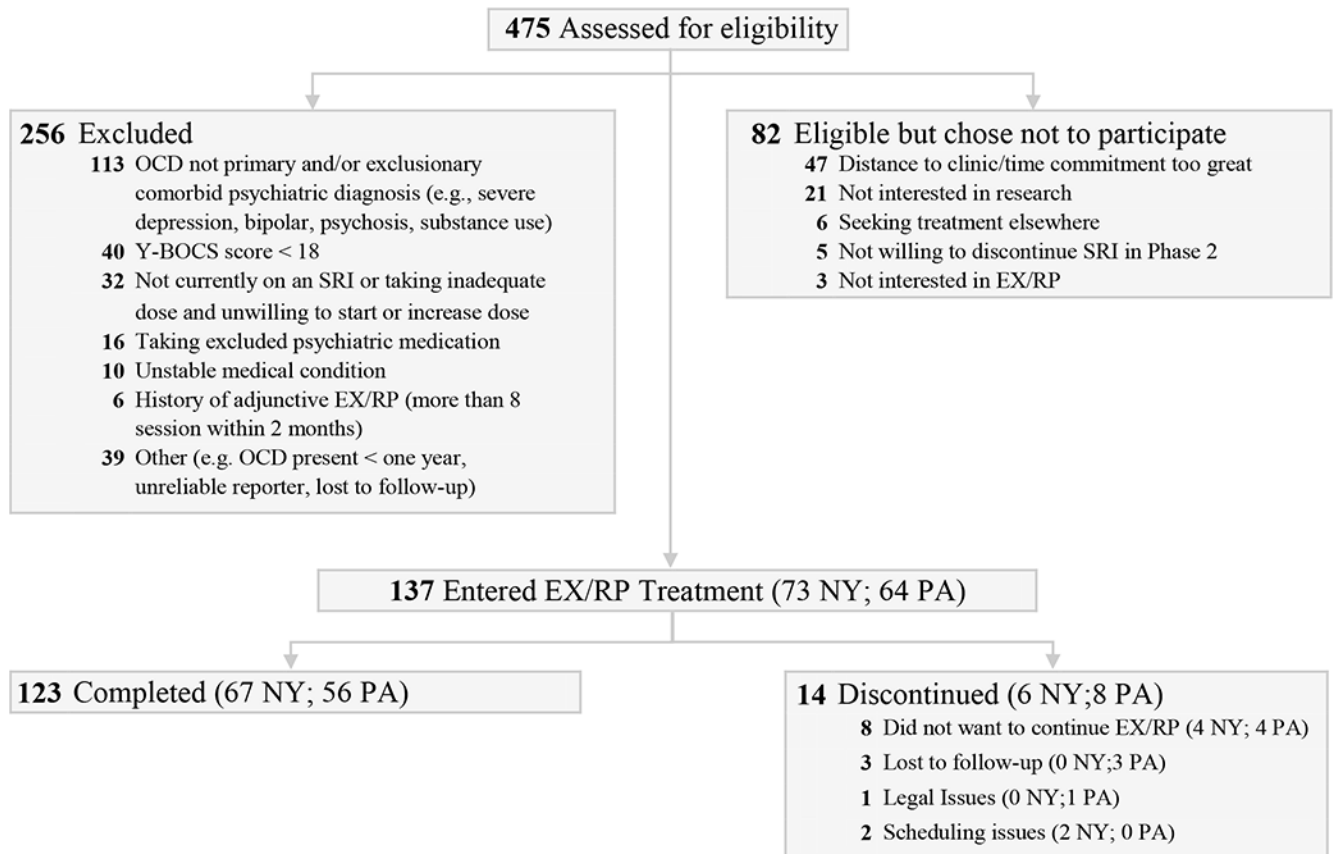 475 Assessed for eligibility
256 Excluded
113 OCD not primary and/or exclusionary
comorbid psychiatric diagnosis (e.g., severe
depression, bipolar, psychosis, substance use)
40 Y-BOCS score < 18
32 Not currently on an SRI or taking inadequate
dose and unwilling to start or increase dose
16 Taking excluded psychiatric medication
10 Unstable medical condition
6 History of adjunctive EX/RP (more than 8
session within 2 months)
39 Other (e.g. OCD present < one year,
unreliable reporter, lost to follow-up)
82 Eligible but chose not to participate
47 Distance to clinic/time commitment too great
21 Not interested in research
6 Seeking treatment elsewhere
5 Not willing to discontinue SRI in Phase 2
3 Not interested in EX/RP
137 Entered EX/RP Treatment (73 NY; 64 PA)
123 Completed (67 NY; 56 PA)
14 Discontinued (6 NY;8 PA)
8 Did not want to continue EX/RP (4 NY; 4 PA)
3 Lost to follow-up (0 NY;3 PA)
1 Legal Issues (0 NY;1 PA)
2 Scheduling issues (2 NY; 0 PA)